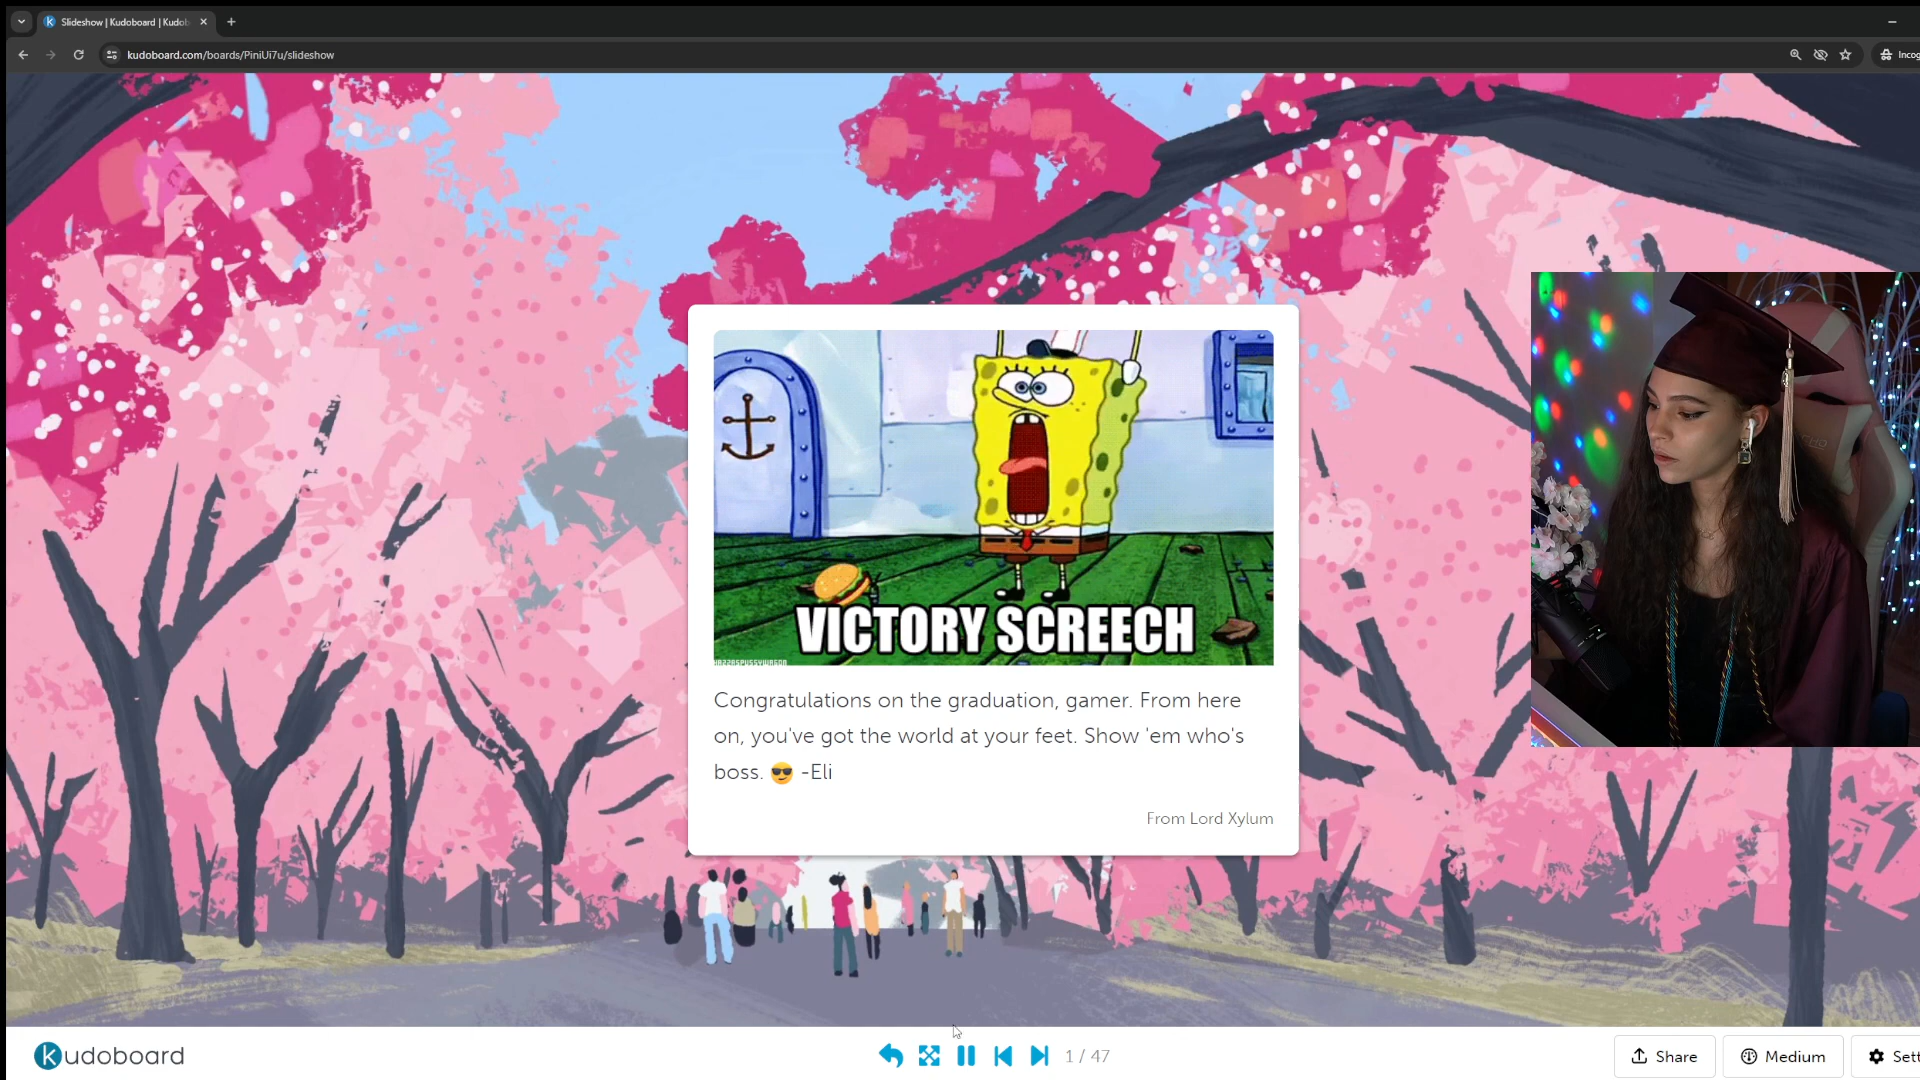 Slideshow | Kudoboard | Kudob
kudoboard.com/boards/PiniUi7u/slideshow
Incog
VICTORY SCREECH
Congratulations on the graduation, gamer. From here
on, you've got the world at your feet. Show 'em who's
boss. 😎 -Eli
From Lord Xylum
kudoboard
1 / 47
Share
Medium
Sett